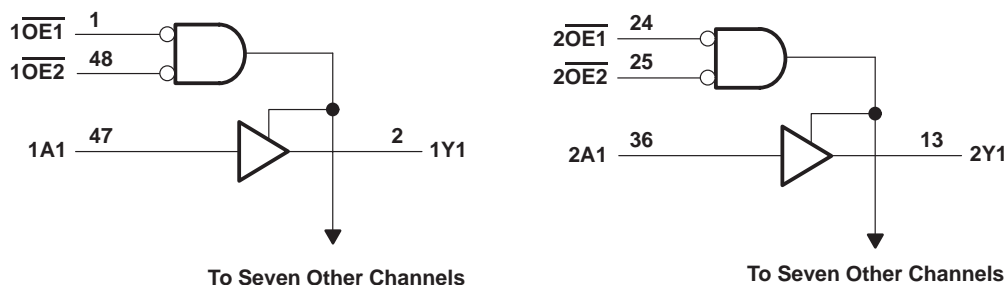 1OE1 1
1OE2 48
1A1 47 2 1Y1
To Seven Other Channels
2OE1 24
2OE2 25
2A1 36 13 2Y1
To Seven Other Channels